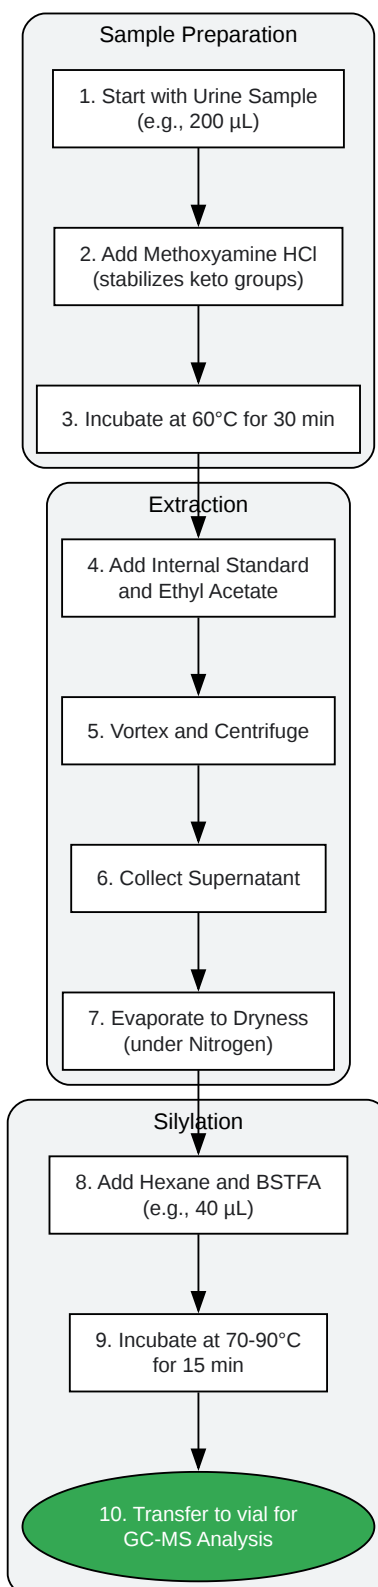 Sample Preparation
1. Start with Urine Sample
(e.g., 200 µL)
2. Add Methoxyamine HCl
(stabilizes keto groups)
3. Incubate at 60°C for 30 min
Extraction
4. Add Internal Standard
and Ethyl Acetate
5. Vortex and Centrifuge
6. Collect Supernatant
7. Evaporate to Dryness
(under Nitrogen)
Silylation
8. Add Hexane and BSTFA
(e.g., 40 µL)
9. Incubate at 70-90°C
for 15 min
10. Transfer to vial for
GC-MS Analysis